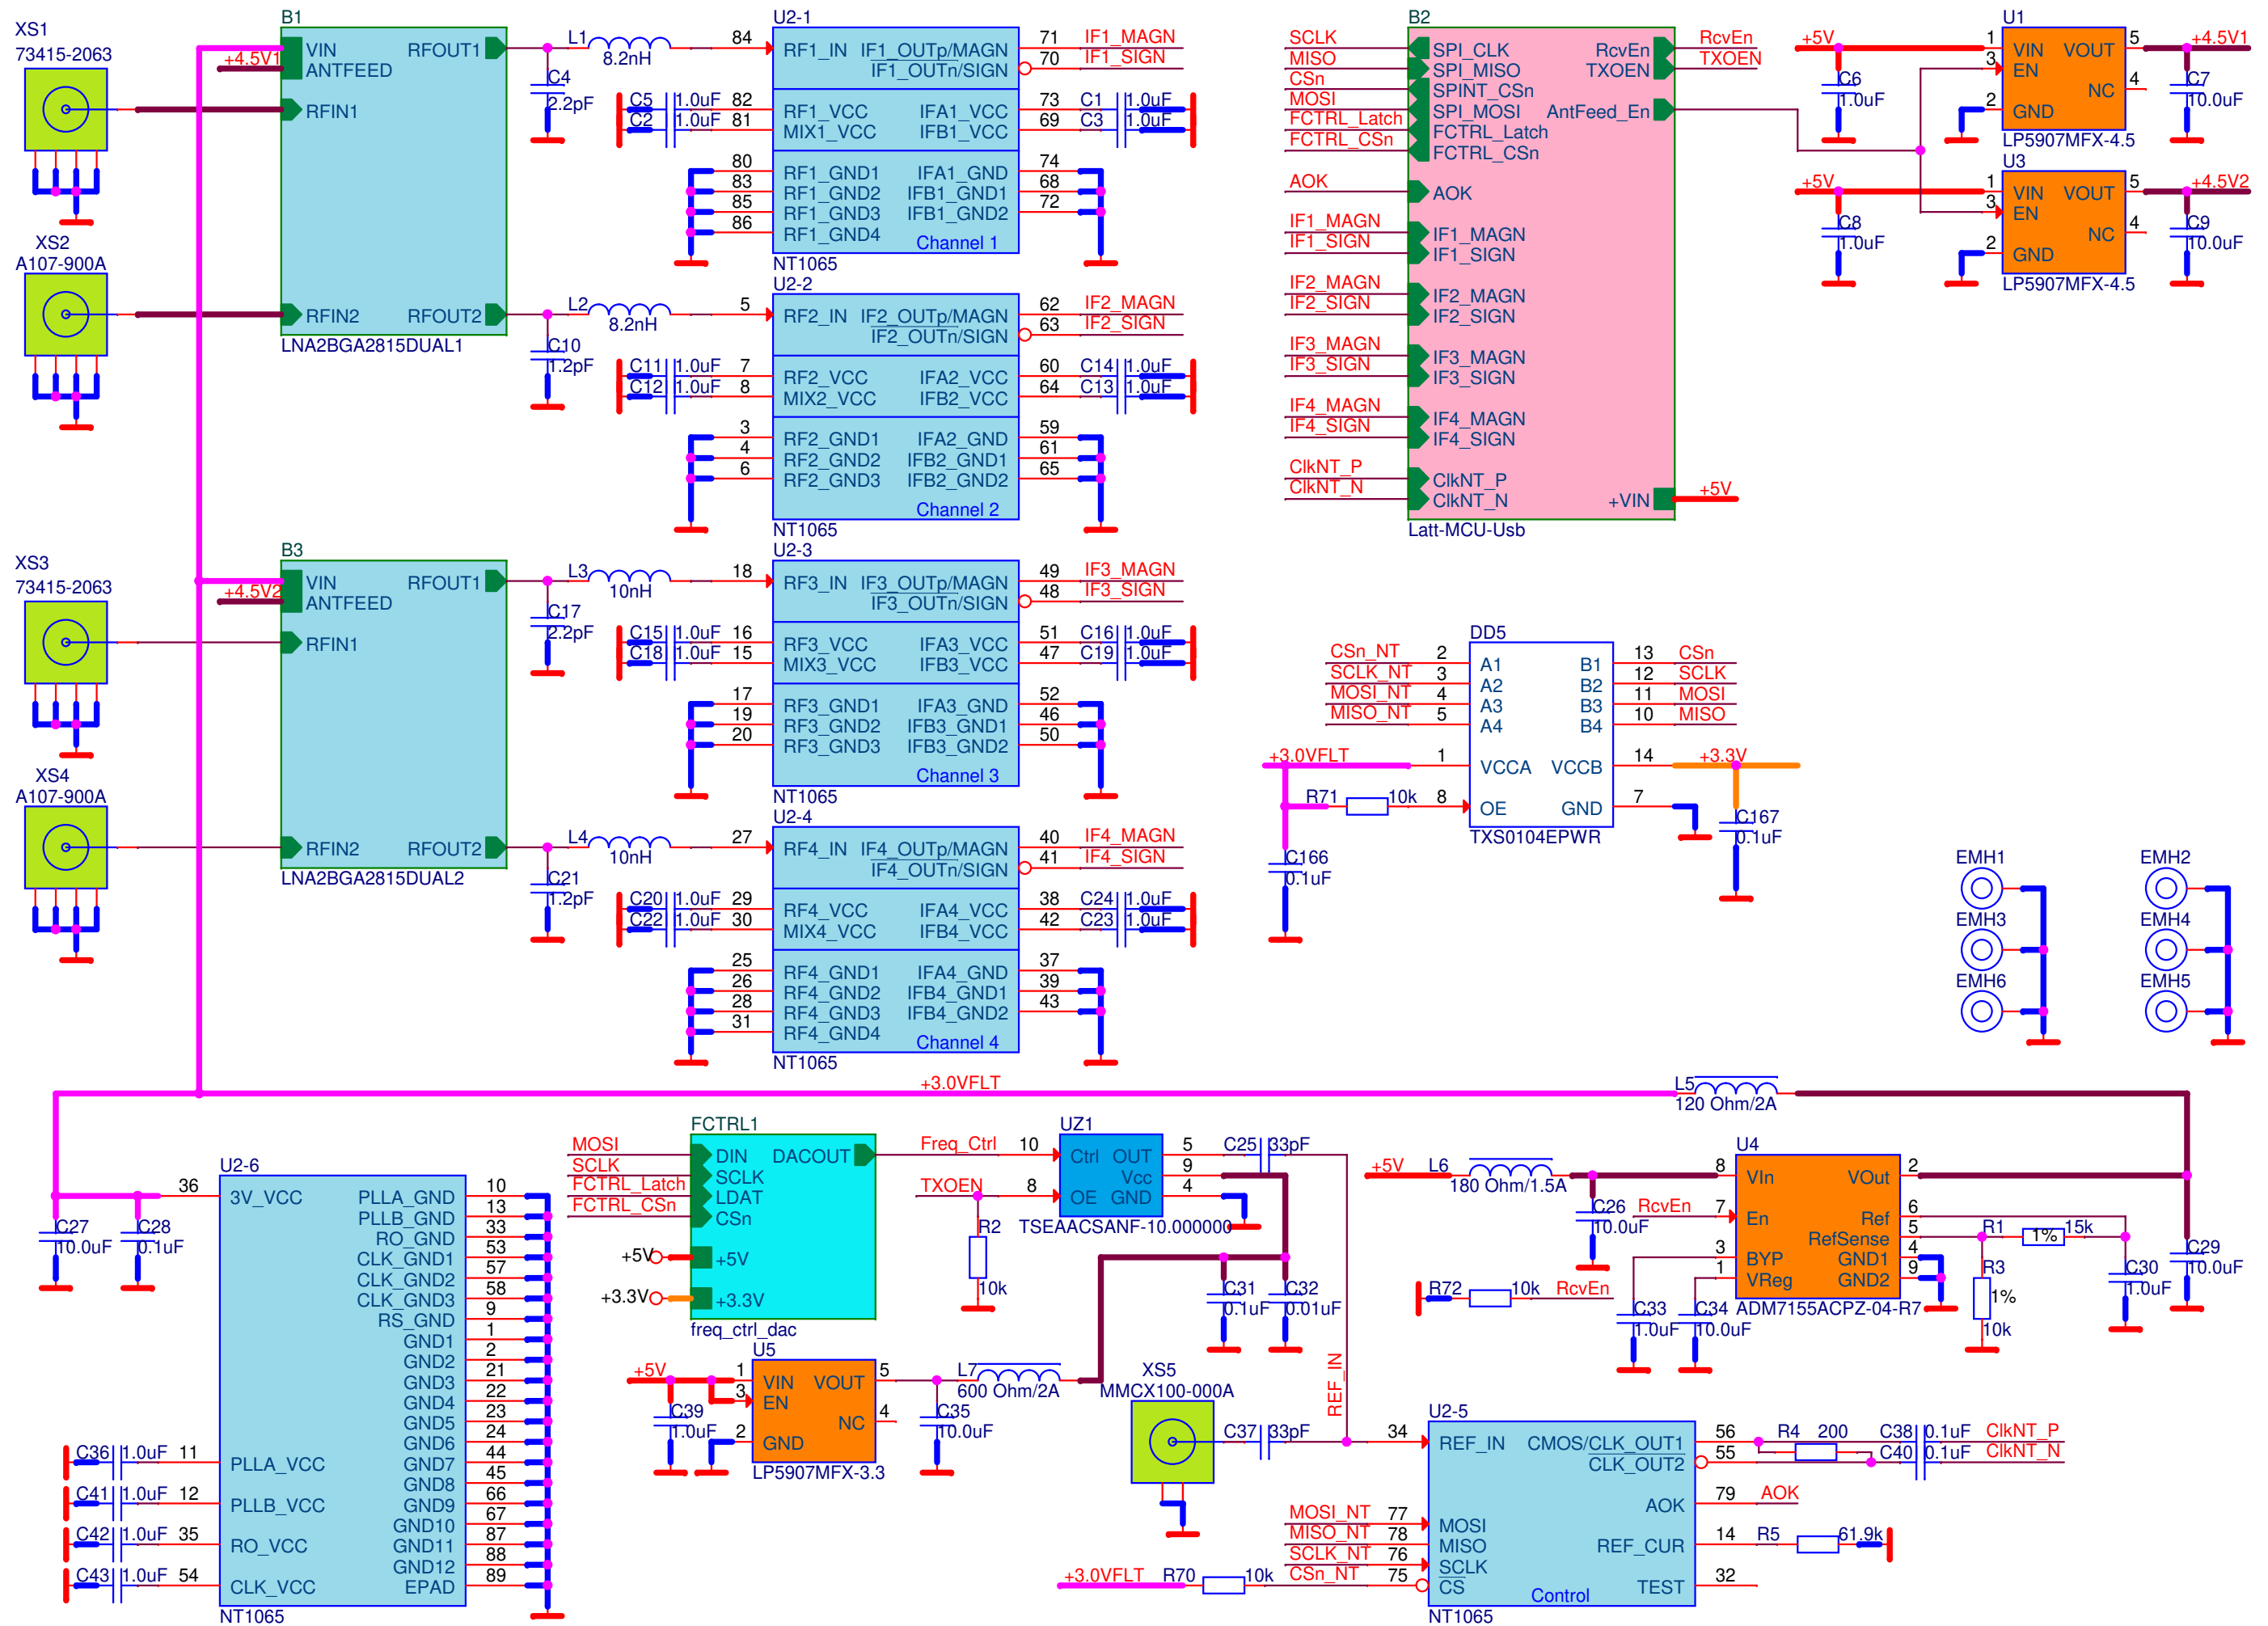 XS1
73415-2063
XS2
A107-900A
XS3
73415-2063
XS4
A107-900A
B1
VIN
ANTFEED
RFIN1
RFIN2
RFOUT1
RFOUT2
+4.5V1
LNA2BGA2815DUAL1
B3
VIN
ANTFEED
RFIN1
RFIN2
RFOUT1
RFOUT2
+4.5V2
LNA2BGA2815DUAL2
L1
8.2nH
C4
2.2pF
L2
8.2nH
C10
1.2pF
L3
10nH
C17
2.2pF
L4
10nH
C21
1.2pF
U2-1
84 RF1_IN IF1_OUTp/MAGN 71 IF1_MAGN
IF1_OUTn/SIGN 70 IF1_SIGN
C5 1.0uF 82 RF1_VCC IFA1_VCC 73 C1 1.0uF
C2 1.0uF 81 MIX1_VCC IFB1_VCC 69 C3 1.0uF
80 RF1_GND1 IFA1_GND 74
83 RF1_GND2 IFB1_GND1 68
85 RF1_GND3 IFB1_GND2 72
86 RF1_GND4
Channel 1
NT1065
U2-2
5 RF2_IN IF2_OUTp/MAGN 62 IF2_MAGN
IF2_OUTn/SIGN 63 IF2_SIGN
C11 1.0uF 7 RF2_VCC IFA2_VCC 60 C14 1.0uF
C12 1.0uF 8 MIX2_VCC IFB2_VCC 64 C13 1.0uF
3 RF2_GND1 IFA2_GND 59
4 RF2_GND2 IFB2_GND1 61
6 RF2_GND3 IFB2_GND2 65
Channel 2
NT1065
U2-3
18 RF3_IN IF3_OUTp/MAGN 49 IF3_MAGN
IF3_OUTn/SIGN 48 IF3_SIGN
C15 1.0uF 16 RF3_VCC IFA3_VCC 51 C16 1.0uF
C18 1.0uF 15 MIX3_VCC IFB3_VCC 47 C19 1.0uF
17 RF3_GND1 IFA3_GND 52
19 RF3_GND2 IFB3_GND1 46
20 RF3_GND3 IFB3_GND2 50
Channel 3
NT1065
U2-4
27 RF4_IN IF4_OUTp/MAGN 40 IF4_MAGN
IF4_OUTn/SIGN 41 IF4_SIGN
C20 1.0uF 29 RF4_VCC IFA4_VCC 38 C24 1.0uF
C22 1.0uF 30 MIX4_VCC IFB4_VCC 42 C23 1.0uF
25 RF4_GND1 IFA4_GND 37
26 RF4_GND2 IFB4_GND1 39
28 RF4_GND3 IFB4_GND2 43
31 RF4_GND4
Channel 4
NT1065
B2
SCLK SPI_CLK RcvEn RcvEn
MISO SPI_MISO TXOEN TXOEN
CSn SPINT_CSn
MOSI SPI_MOSI AntFeed_En
FCTRL_Latch FCTRL_Latch
FCTRL_CSn FCTRL_CSn
AOK AOK
IF1_MAGN IF1_MAGN
IF1_SIGN IF1_SIGN
IF2_MAGN IF2_MAGN
IF2_SIGN IF2_SIGN
IF3_MAGN IF3_MAGN
IF3_SIGN IF3_SIGN
IF4_MAGN IF4_MAGN
IF4_SIGN IF4_SIGN
ClkNT_P ClkNT_P
ClkNT_N ClkNT_N +VIN +5V
Latt-MCU-Usb
U1
+5V 1 VIN VOUT 5 +4.5V1
3 EN
NC 4
2 GND
C6
1.0uF
C7
10.0uF
LP5907MFX-4.5
U3
+5V 1 VIN VOUT 5 +4.5V2
3 EN
NC 4
2 GND
C8
1.0uF
C9
10.0uF
LP5907MFX-4.5
DD5
CSn_NT 2 A1 B1 13 CSn
SCLK_NT 3 A2 B2 12 SCLK
MOSI_NT 4 A3 B3 11 MOSI
MISO_NT 5 A4 B4 10 MISO
+3.0VFLT 1 VCCA VCCB 14 +3.3V
R71 10k 8 OE GND 7
TXS0104EPWR
C166
0.1uF
C167
0.1uF
EMH1
EMH2
EMH3
EMH4
EMH6
EMH5
+3.0VFLT
L5
120 Ohm/2A
U2-6
36 3V_VCC
C27
10.0uF
C28
0.1uF
PLLA_GND 10
PLLB_GND 13
RO_GND 33
CLK_GND1 53
CLK_GND2 57
CLK_GND3 58
RS_GND 9
GND1 1
GND2 2
GND3 21
GND4 22
GND5 23
GND6 24
GND7 44
GND8 45
GND9 66
GND10 67
GND11 87
GND12 88
EPAD 89
C36 1.0uF 11 PLLA_VCC
C41 1.0uF 12 PLLB_VCC
C42 1.0uF 35 RO_VCC
C43 1.0uF 54 CLK_VCC
NT1065
FCTRL1
MOSI DIN DACOUT Freq_Ctrl
SCLK SCLK
FCTRL_Latch LDAT
FCTRL_CSn CSn
+5V +5V
+3.3V +3.3V
freq_ctrl_dac
UZ1
10 Ctrl OUT 5 C25 33pF
Vcc 9
TXOEN 8 OE GND 4
TSEAACSANF-10.000000
R2
10k
C31
0.1uF
C32
0.01uF
U5
+5V 1 VIN VOUT 5
3 EN
NC 4
2 GND
C39
1.0uF
C35
10.0uF
LP5907MFX-3.3
L7
600 Ohm/2A
XS5
MMCX100-000A
C37 33pF
REF_IN
U4
+5V L6
180 Ohm/1.5A
C26
10.0uF
8 VIn VOut 2
RcvEn 7 En Ref 6
RefSense 5
3 BYP GND1 4
1 VReg GND2 9
ADM7155ACPZ-04-R7
R72 10k RcvEn
C33
1.0uF
C34
10.0uF
R1 1% 15k
R3
1%
10k
C30
1.0uF
C29
10.0uF
U2-5
34 REF_IN CMOS/CLK_OUT1 56 R4 200 C38 0.1uF ClkNT_P
CLK_OUT2 55 C40 0.1uF ClkNT_N
AOK 79 AOK
MOSI_NT 77 MOSI
MISO_NT 78 MISO REF_CUR 14 R5 61.9k
SCLK_NT 76 SCLK
+3.0VFLT R70 10k CSn_NT 75 CS TEST 32
Control
NT1065